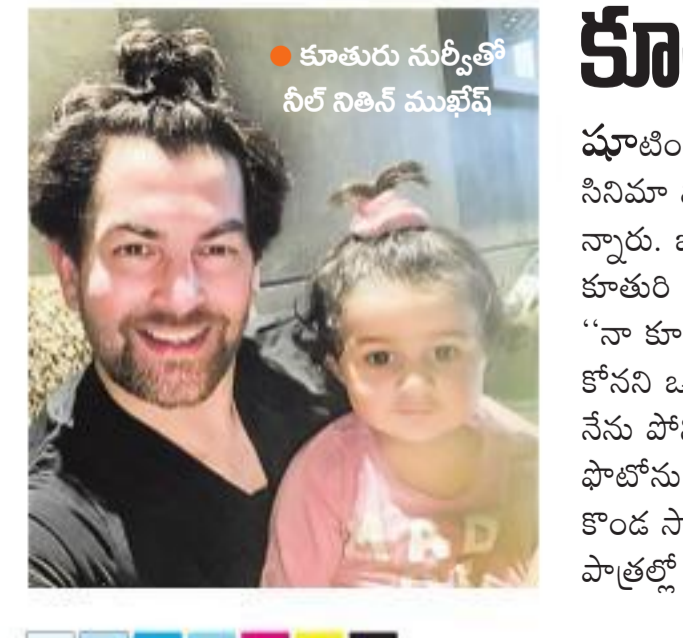 ● కూతురు నుర్వీతో
నీల్ నితిన్ ముఖేష్
కూ
షూటిం
సినిమా
న్నారు.
కూతురి
‘‘నా కూ
కోనని
నేను పో
ఫొటోను
కొండ సా
పాత్రల్లో